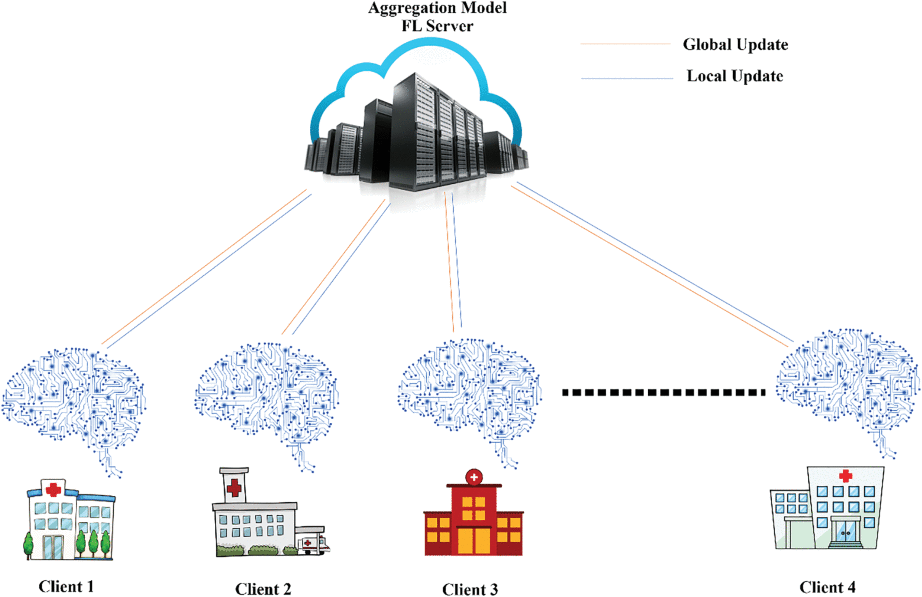 Aggregation Model
FL Server
Global Update
Local Update
Client 1
Client 2
Client 3
Client 4